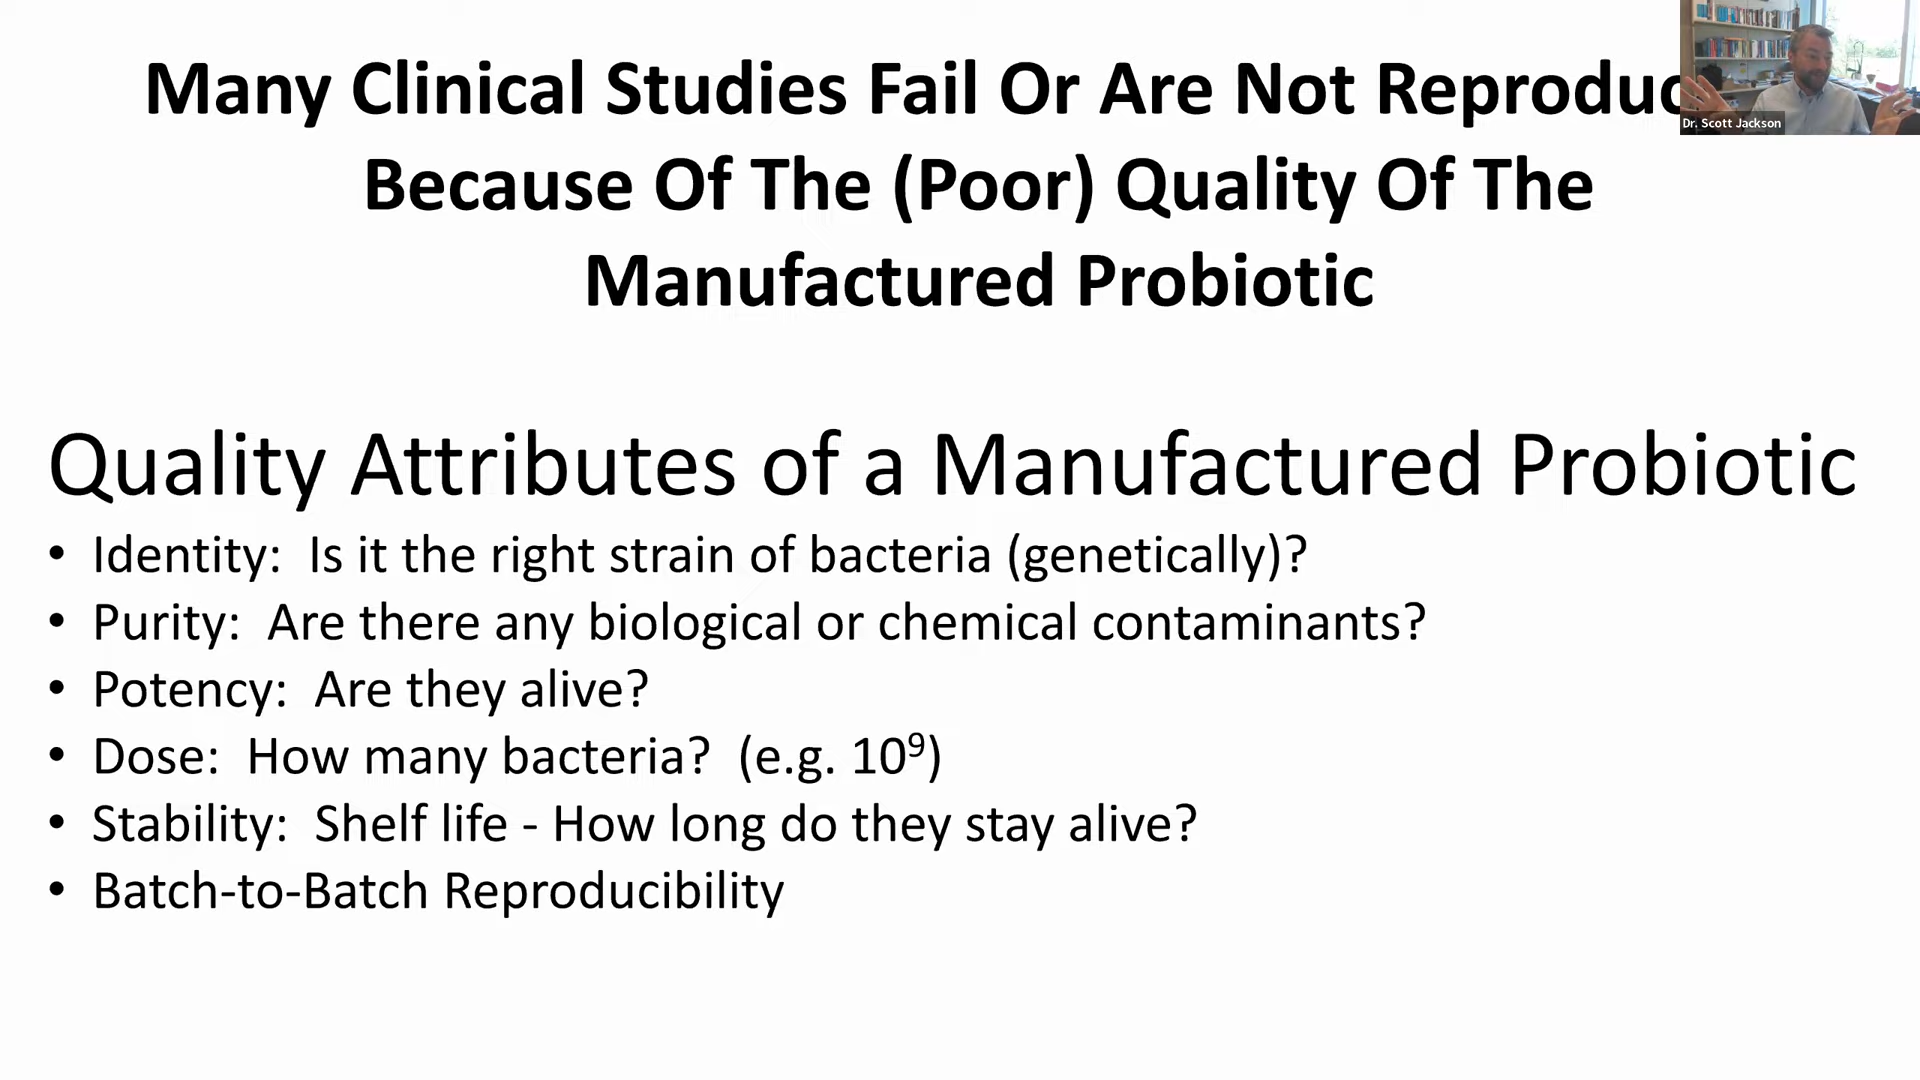 Many Clinical Studies Fail Or Are Not
Because Of The (Poor) Quality Of The
Manufactured Probiotic
Dr. Scott Jackson
Quality Attributes of a Manufactured Probiotic
• Identity:  Is it the right strain of bacteria (genetically)?
• Purity:  Are there any biological or chemical contaminants?
• Potency:  Are they alive?
• Dose:  How many bacteria?  (e.g. 10⁹)
• Stability:  Shelf life - How long do they stay alive?
• Batch-to-Batch Reproducibility